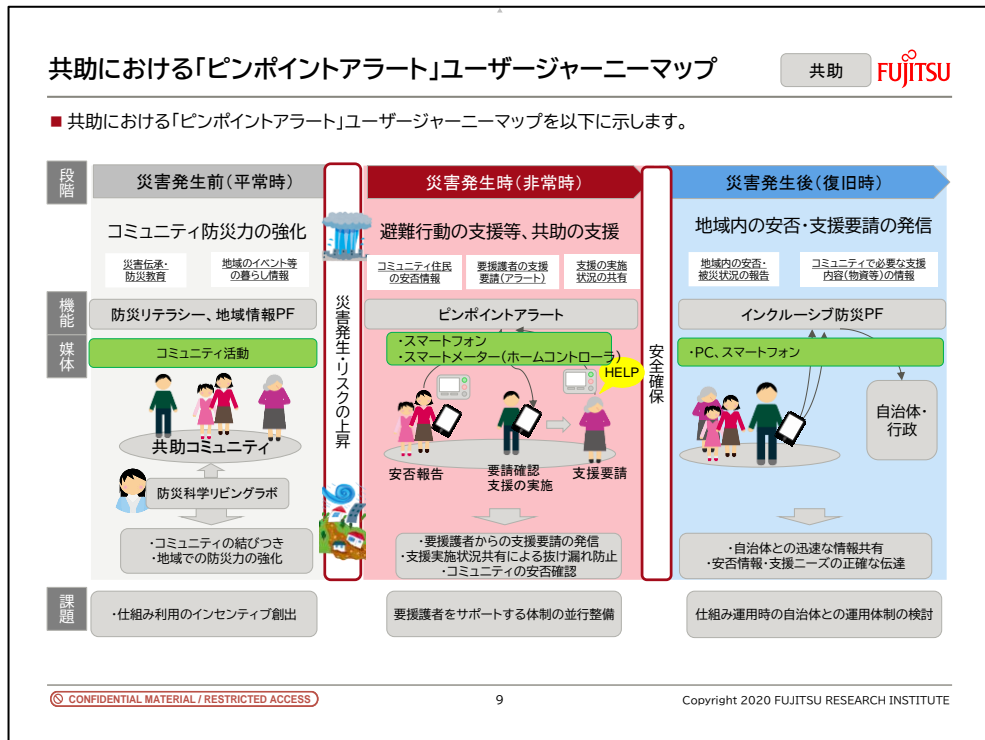 共助における「ピンポイントアラート」ユーザージャーニーマップ
共助
FUJITSU
■ 共助における「ピンポイントアラート」ユーザージャーニーマップを以下に示します。
段階
災害発生前（平常時）
災害発生時（非常時）
災害発生後（復旧時）
コミュニティ防災力の強化
避難行動の支援等、共助の支援
地域内の安否・支援要請の発信
災害伝承・
防災教育
地域のイベント等
の暮らし情報
コミュニティ住民
の安否情報
要援護者の支援
要請（アラート）
支援の実施
状況の共有
地域内の安否・
被災状況の報告
コミュニティで必要な支援
内容（物資等）の情報
災害発生・リスクの上昇
安全確保
機能
防災リテラシー、地域情報PF
ピンポイントアラート
インクルーシブ防災PF
媒体
コミュニティ活動
・スマートフォン
・スマートメーター（ホームコントローラ）
・PC、スマートフォン
HELP
共助コミュニティ
防災科学リビングラボ
安否報告
要請確認
支援の実施
支援要請
自治体・
行政
・コミュニティの結びつき
・地域での防災力の強化
・要援護者からの支援要請の発信
・支援実施状況共有による抜け漏れ防止
・コミュニティの安否確認
・自治体との迅速な情報共有
・安否情報・支援ニーズの正確な伝達
課題
・仕組み利用のインセンティブ創出
要援護者をサポートする体制の並行整備
仕組み運用時の自治体との運用体制の検討
CONFIDENTIAL MATERIAL / RESTRICTED ACCESS
9
Copyright 2020 FUJITSU RESEARCH INSTITUTE